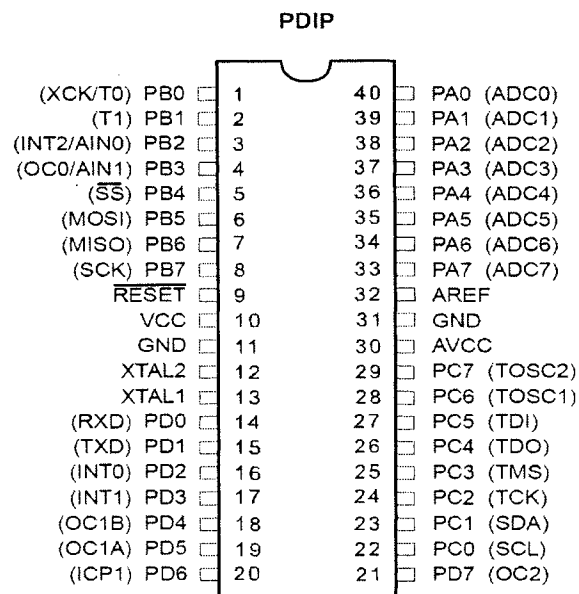 PDIP
(XCK/T0) PB0 1 40 PA0 (ADC0)
(T1) PB1 2 39 PA1 (ADC1)
(INT2/AIN0) PB2 3 38 PA2 (ADC2)
(OC0/AIN1) PB3 4 37 PA3 (ADC3)
(SS) PB4 5 36 PA4 (ADC4)
(MOSI) PB5 6 35 PA5 (ADC5)
(MISO) PB6 7 34 PA6 (ADC6)
(SCK) PB7 8 33 PA7 (ADC7)
RESET 9 32 AREF
VCC 10 31 GND
GND 11 30 AVCC
XTAL2 12 29 PC7 (TOSC2)
XTAL1 13 28 PC6 (TOSC1)
(RXD) PD0 14 27 PC5 (TDI)
(TXD) PD1 15 26 PC4 (TDO)
(INT0) PD2 16 25 PC3 (TMS)
(INT1) PD3 17 24 PC2 (TCK)
(OC1B) PD4 18 23 PC1 (SDA)
(OC1A) PD5 19 22 PC0 (SCL)
(ICP1) PD6 20 21 PD7 (OC2)